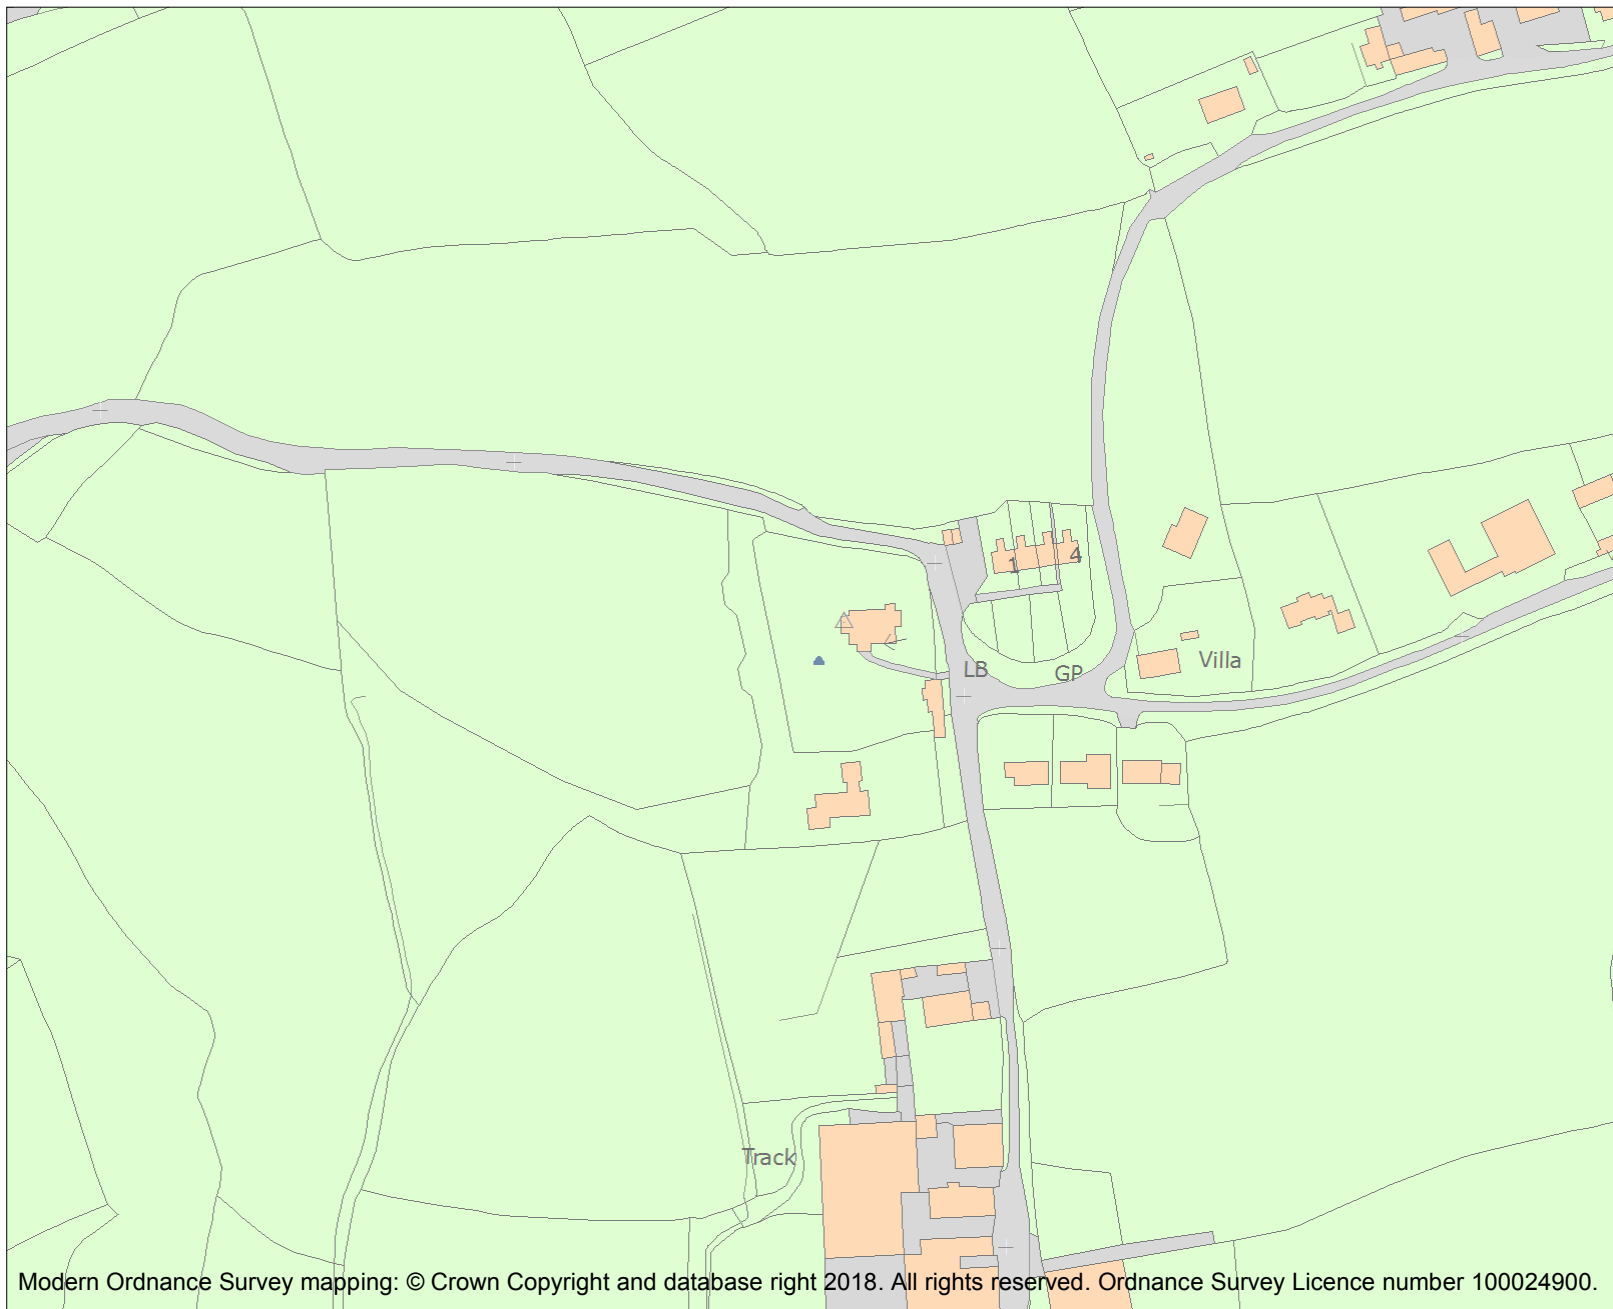 1
4
LB
GP
Villa
Track
Modern Ordnance Survey mapping: © Crown Copyright and database right 2018. All rights reserved. Ordnance Survey Licence number 100024900.